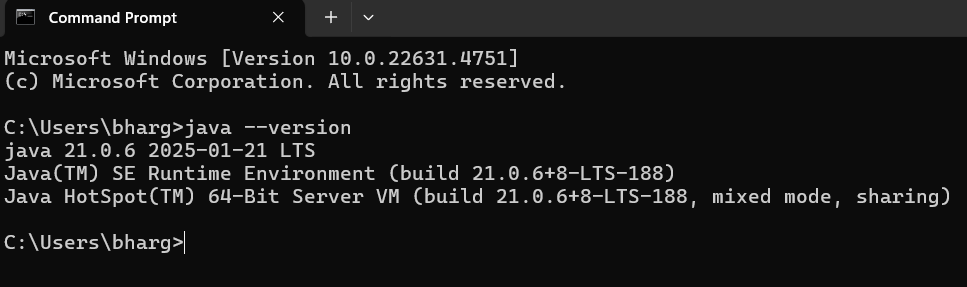 Command Prompt
Microsoft Windows [Version 10.0.22631.4751]
(c) Microsoft Corporation. All rights reserved.
C:\Users\bharg>java --version
java 21.0.6 2025-01-21 LTS
Java(TM) SE Runtime Environment (build 21.0.6+8-LTS-188)
Java HotSpot(TM) 64-Bit Server VM (build 21.0.6+8-LTS-188, mixed mode, sharing)
C:\Users\bharg>